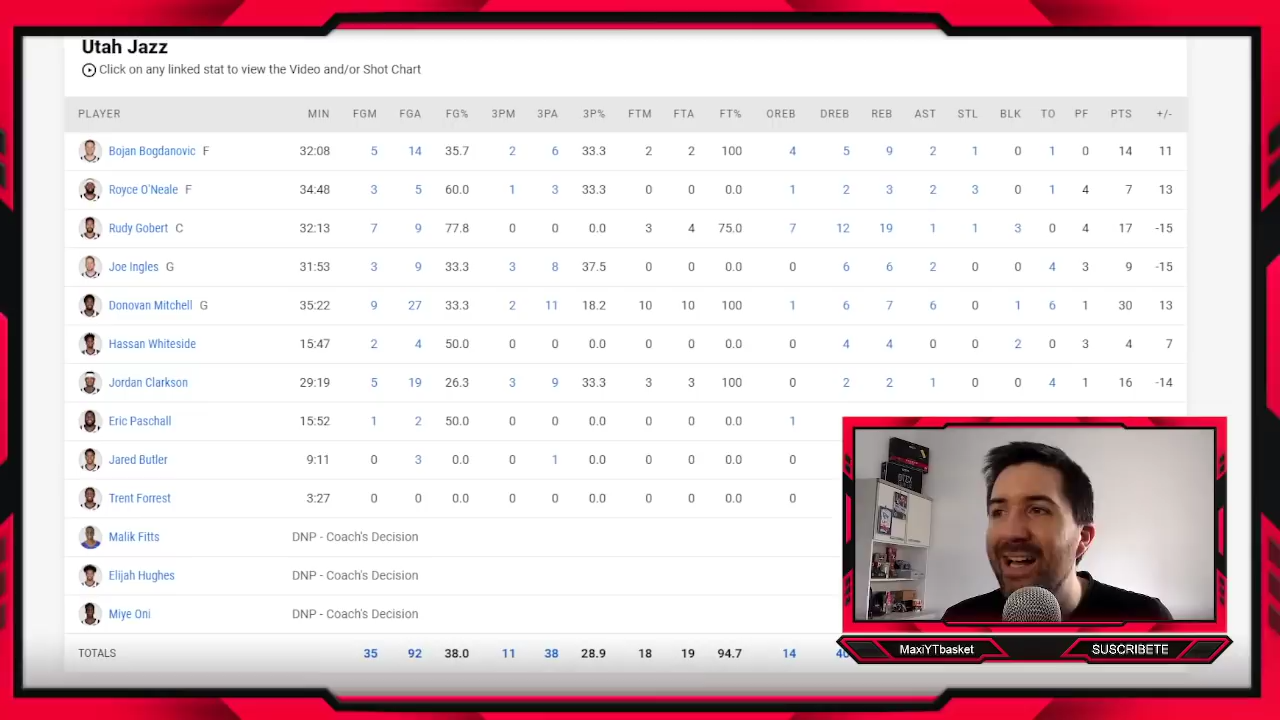 Utah Jazz
Click on any linked stat to view the Video and/or Shot Chart
PLAYER MIN FGM FGA FG% 3PM 3PA 3P% FTM FTA FT% OREB DREB REB AST STL BLK TO PF PTS +/-
Bojan Bogdanovic F 32:08 5 14 35.7 2 6 33.3 2 2 100 4 5 9 2 1 0 1 0 14 11
Royce O'Neale F 34:48 3 5 60.0 1 3 33.3 0 0 0.0 1 2 3 2 3 0 1 4 7 13
Rudy Gobert C 32:13 7 9 77.8 0 0 0.0 3 4 75.0 7 12 19 1 1 3 0 4 17 -15
Joe Ingles G 31:53 3 9 33.3 3 8 37.5 0 0 0.0 0 6 6 2 0 0 4 3 9 -15
Donovan Mitchell G 35:22 9 27 33.3 2 11 18.2 10 10 100 1 6 7 6 0 1 6 1 30 13
Hassan Whiteside 15:47 2 4 50.0 0 0 0.0 0 0 0.0 0 4 4 0 0 2 0 3 4 7
Jordan Clarkson 29:19 5 19 26.3 3 9 33.3 3 3 100 0 2 2 1 0 0 4 1 16 -14
Eric Paschall 15:52 1 2 50.0 0 0 0.0 0 0 0.0 1
Jared Butler 9:11 0 3 0.0 0 1 0.0 0 0 0.0 0
Trent Forrest 3:27 0 0 0.0 0 0 0.0 0 0 0.0 0
Malik Fitts DNP - Coach's Decision
Elijah Hughes DNP - Coach's Decision
Miye Oni DNP - Coach's Decision
TOTALS 35 92 38.0 11 38 28.9 18 19 94.7 14
MaxiYTbasket SUSCRIBETE